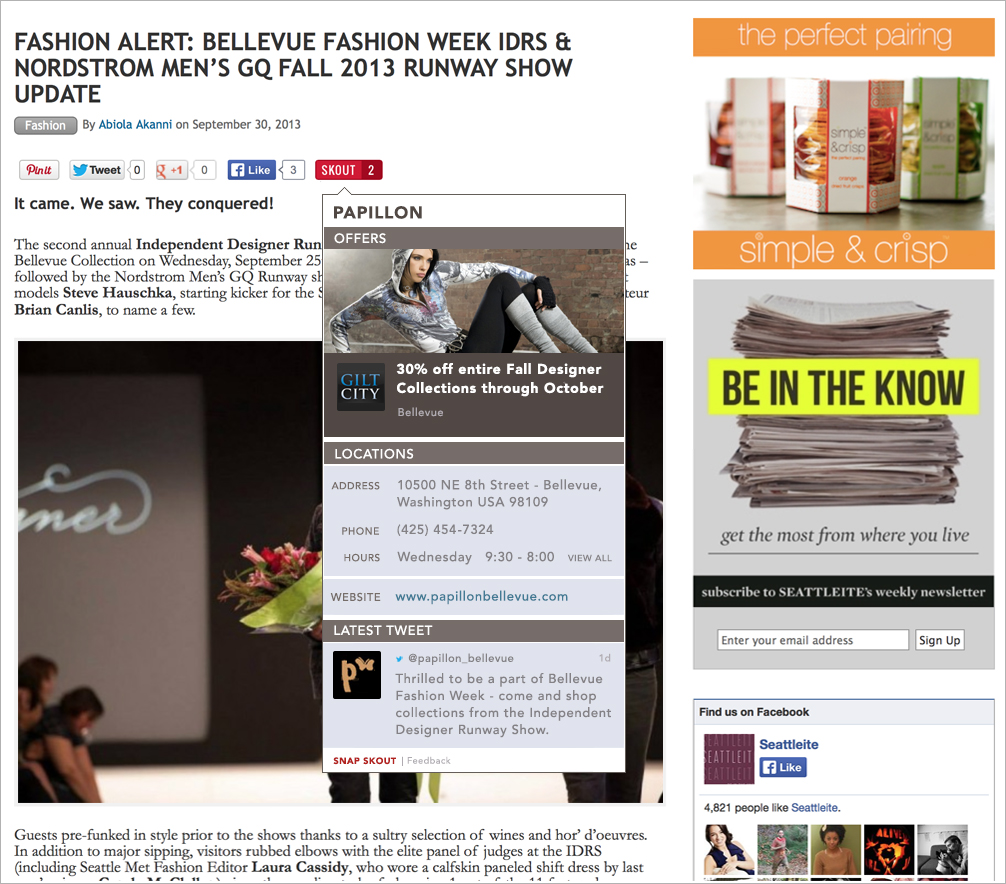 FASHION ALERT: BELLEVUE FASHION WEEK IDRS &
NORDSTROM MEN'S GQ FALL 2013 RUNWAY SHOW
UPDATE
Fashion By Abiola Akanni on September 30, 2013
Pin it Tweet 0 g +1 0 Like 3 SKOUT 2
It came. We saw. They conquered!
The second annual Independent Designer Run
Bellevue Collection on Wednesday, September 25
as –
followed by the Nordstrom Men's GQ Runway sh
models Steve Hauschka, starting kicker for the S
Brian Canlis, to name a few.
PAPILLON
OFFERS
GILT
CITY
30% off entire Fall Designer
Collections through October
Bellevue
LOCATIONS
ADDRESS 10500 NE 8th Street - Bellevue,
Washington USA 98109
PHONE (425) 454-7324
HOURS Wednesday 9:30 - 8:00 VIEW ALL
WEBSITE www.papillonbellevue.com
LATEST TWEET
@papillon_bellevue 1d
Thrilled to be a part of Bellevue
Fashion Week - come and shop
collections from the Independent
Designer Runway Show.
SNAP SKOUT | Feedback
Guests pre-funked in style prior to the shows thanks to a sultry selection of wines and hor' d'oeuvres.
In addition to major sipping, visitors rubbed elbows with the elite panel of judges at the IDRS
(including Seattle Met Fashion Editor Laura Cassidy, who wore a calfskin paneled shift dress by last
the perfect pairing
simple
& crisp
the perfect pairing
orange
simple & crisp
BE IN THE KNOW
get the most from where you live
subscribe to SEATTLEITE's weekly newsletter
Enter your email address Sign Up
Find us on Facebook
SEATTLEIT
Seattleite
Like
4,821 people like Seattleite.